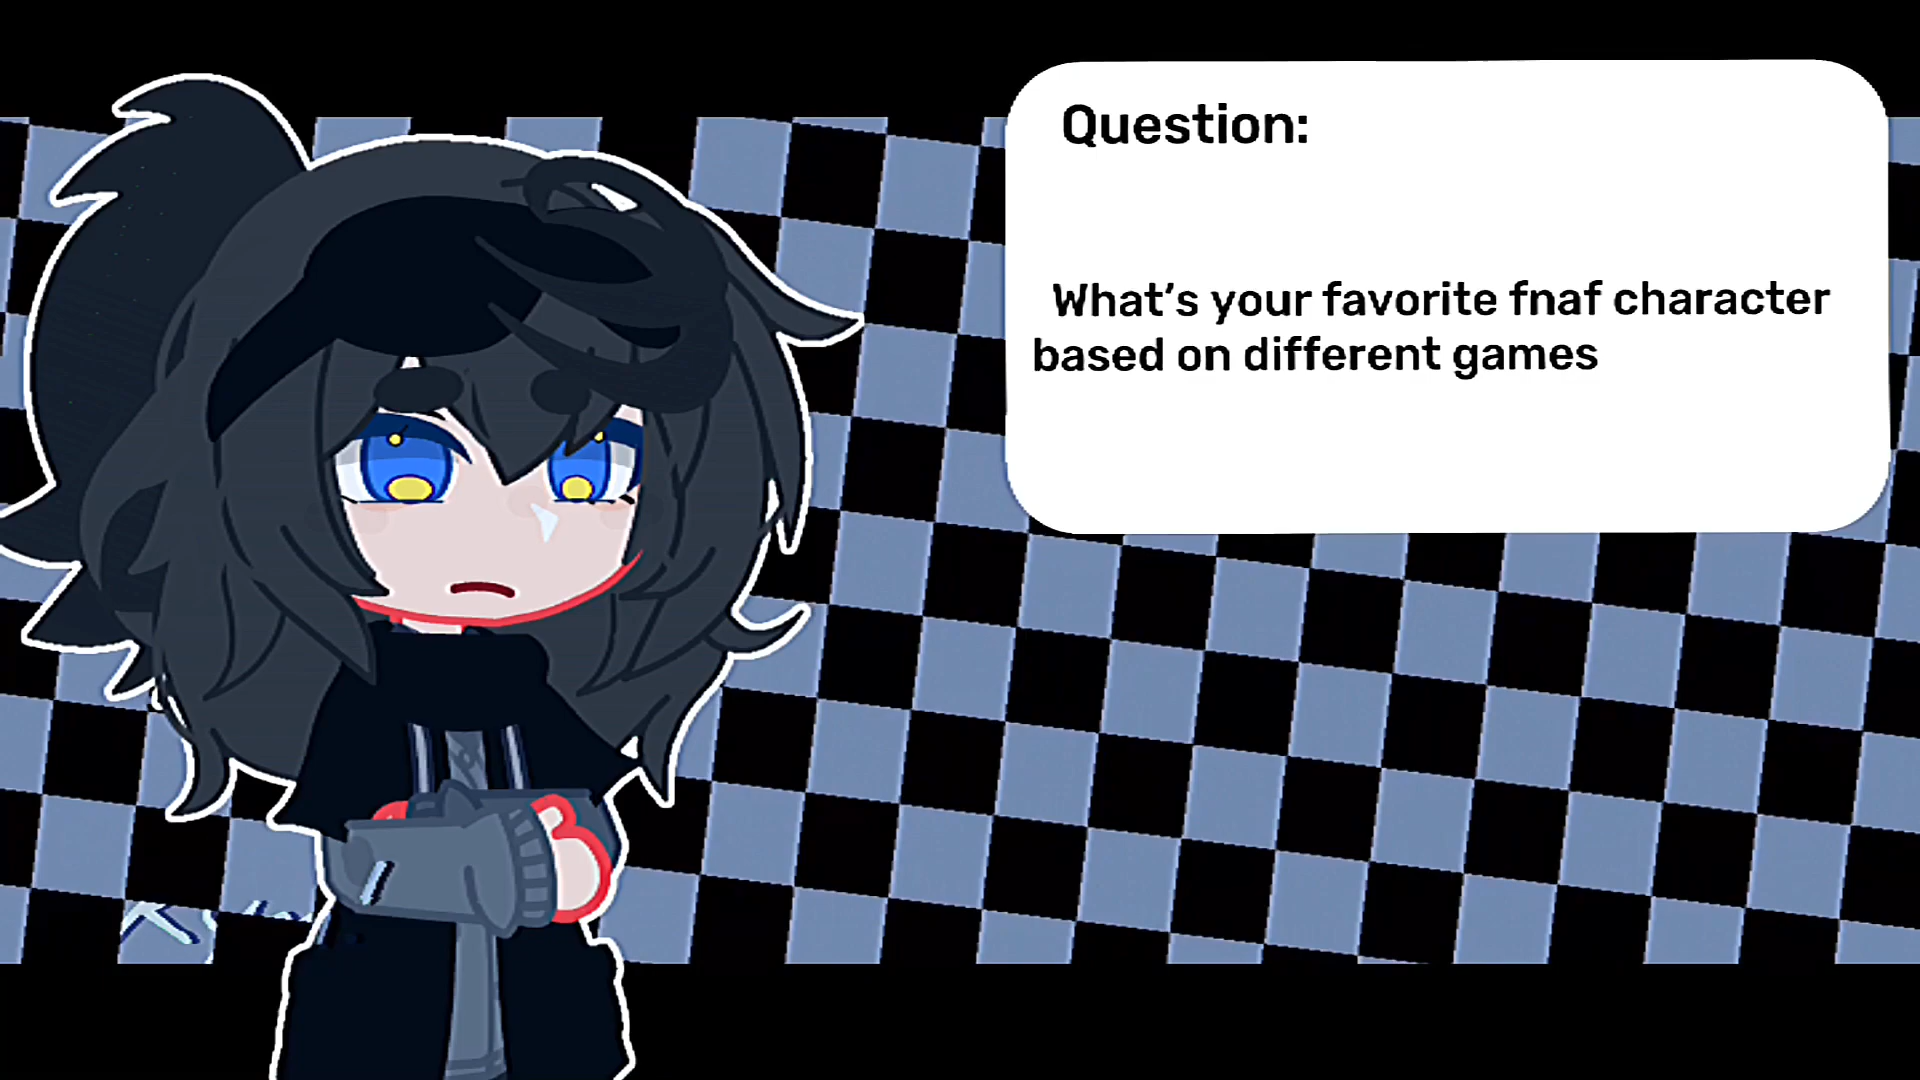 Question:
What's your favorite fnaf character
based on different games